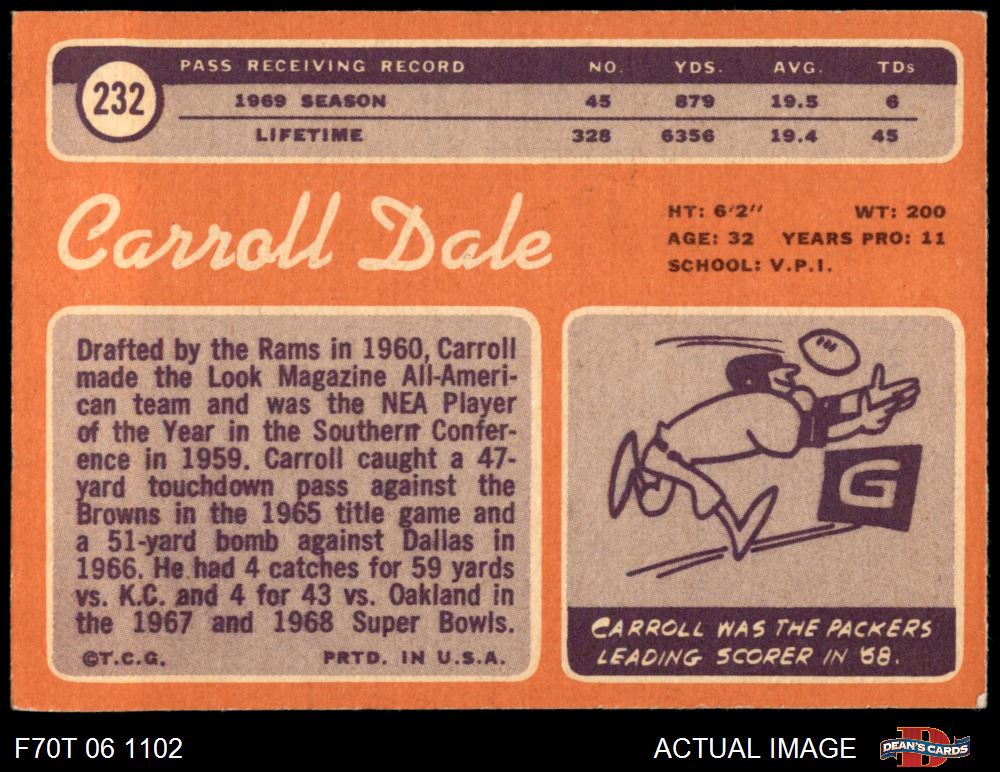 232
PASS RECEIVING RECORD NO. YDS. AVG. TDs
1969 SEASON 45 879 19.5 6
LIFETIME 328 6356 19.4 45
Carroll Dale
HT: 6'2" WT: 200
AGE: 32 YEARS PRO: 11
SCHOOL: V.P.I.
Drafted by the Rams in 1960, Carroll
made the Look Magazine All-Ameri-
can team and was the NEA Player
of the Year in the Southern Confer-
ence in 1959. Carroll caught a 47-
yard touchdown pass against the
Browns in the 1965 title game and
a 51-yard bomb against Dallas in
1966. He had 4 catches for 59 yards
vs. K.C. and 4 for 43 vs. Oakland in
the 1967 and 1968 Super Bowls.
©T.C.G. PRTD. IN U.S.A.
G
CARROLL WAS THE PACKERS
LEADING SCORER IN '68.
F70T 06 1102 ACTUAL IMAGE DEAN'S CARDS